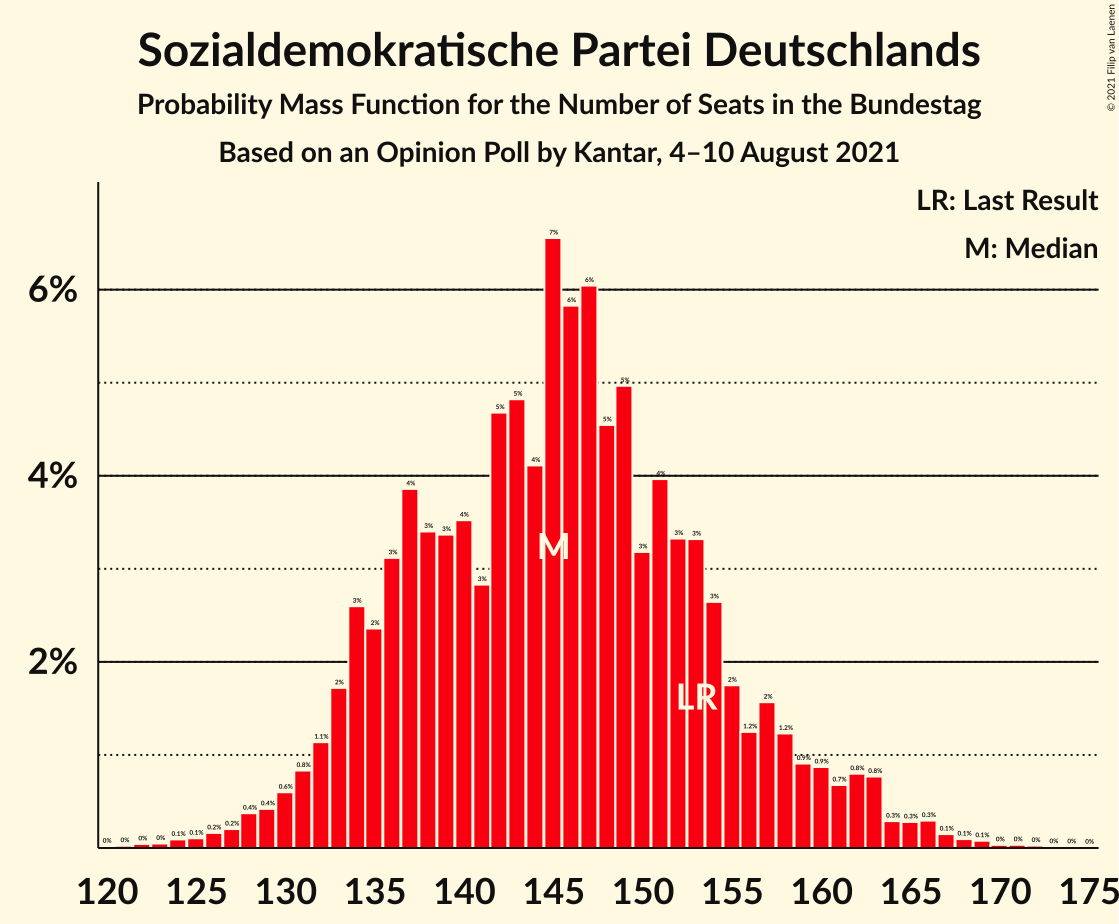 Sozialdemokratische Partei Deutschlands
Probability Mass Function for the Number of Seats in the Bundestag
Based on an Opinion Poll by Kantar, 4–10 August 2021
© 2021 Filip van Laenen
LR: Last Result
M: Median
6%
4%
2%
0% 0% 0% 0% 0.1% 0.1% 0.2% 0.2% 0.4% 0.4% 0.6% 0.8% 1.1% 2% 3% 2% 3% 4% 3% 3% 4% 3% 5% 5% 4% 7% 6% 6% 5% 5% 3% 4% 3% 3% 3% 2% 1.2% 2% 1.2% 0.9% 0.9% 0.7% 0.8% 0.8% 0.3% 0.3% 0.3% 0.1% 0.1% 0.1% 0% 0% 0% 0% 0% 0%
M
LR
120 125 130 135 140 145 150 155 160 165 170 175